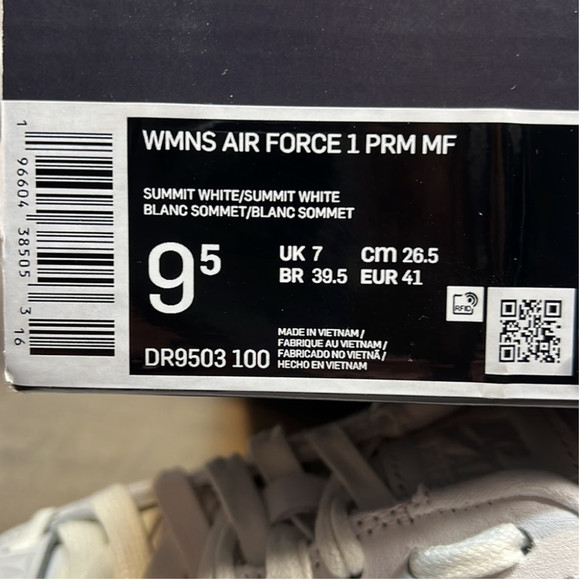 WMNS AIR FORCE 1 PRM MF
SUMMIT WHITE/SUMMIT WHITE
BLANC SOMMET/BLANC SOMMET
9⁵
UK 7 cm 26.5
BR 39.5 EUR 41
RFID
DR9503 100
MADE IN VIETNAM /
FABRIQUE AU VIETNAM /
FABRICADO NO VIETNÃ /
HECHO EN VIETNAM
1 96604 38505 3 16